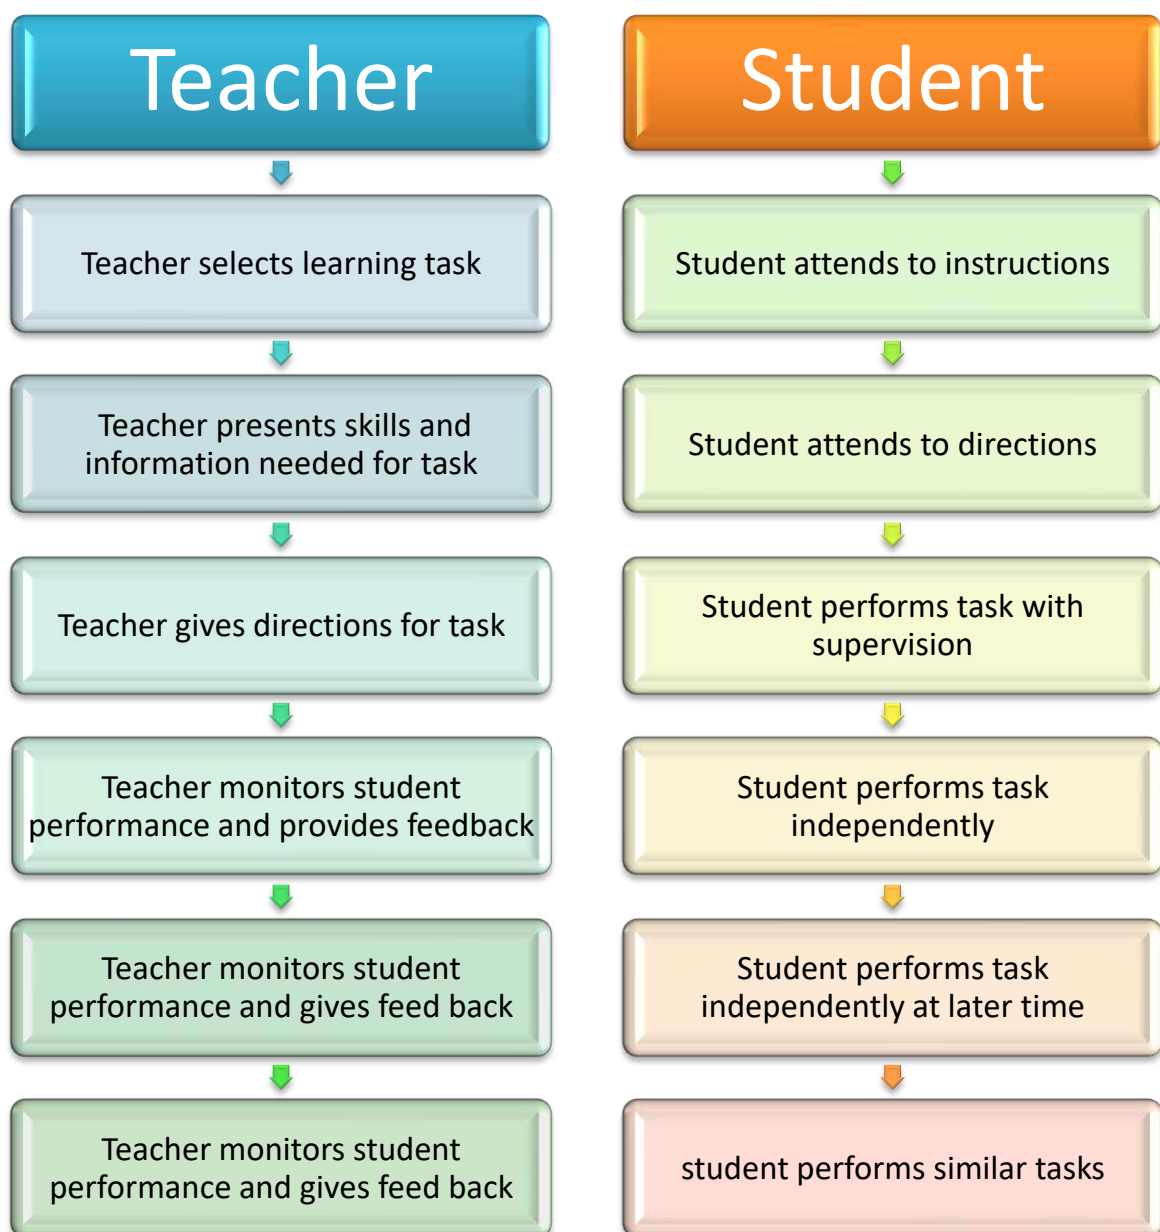 Teacher
Teacher selects learning task
Teacher presents skills and
information needed for task
Teacher gives directions for task
Teacher monitors student
performance and provides feedback
Teacher monitors student
performance and gives feed back
Teacher monitors student
performance and gives feed back
Student
Student attends to instructions
Student attends to directions
Student performs task with
supervision
Student performs task
independently
Student performs task
independently at later time
student performs similar tasks